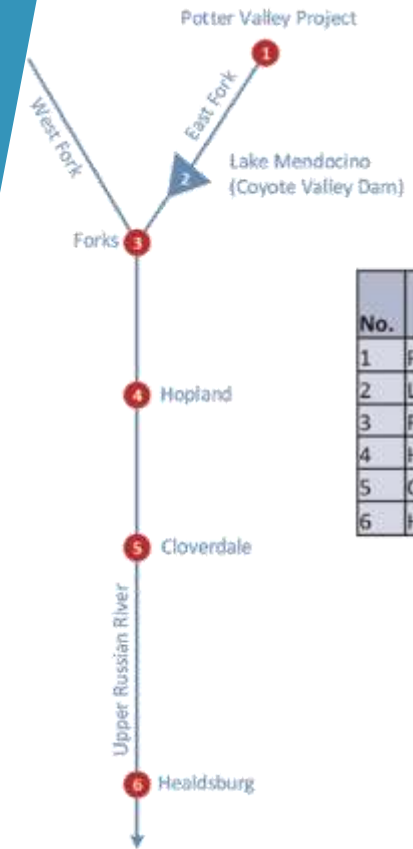 Potter Valley Project
1
West Fork
East Fork
2
Lake Mendocino
(Coyote Valley Dam)
Forks
3
No.
1
2
3
4
5
6
4
Hopland
5
Cloverdale
Upper Russian River
6
Healdsburg